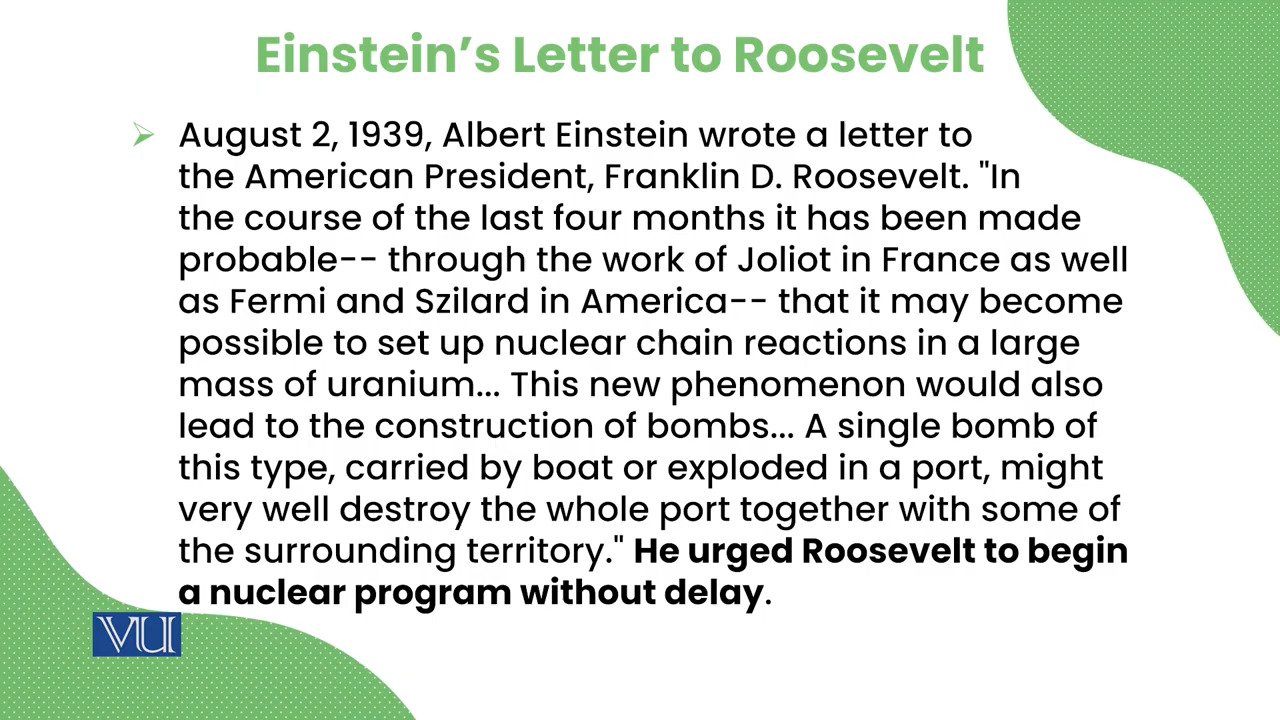 Einstein’s Letter to Roosevelt
August 2, 1939, Albert Einstein wrote a letter to
the American President, Franklin D. Roosevelt. "In
the course of the last four months it has been made
probable-- through the work of Joliot in France as well
as Fermi and Szilard in America-- that it may become
possible to set up nuclear chain reactions in a large
mass of uranium... This new phenomenon would also
lead to the construction of bombs... A single bomb of
this type, carried by boat or exploded in a port, might
very well destroy the whole port together with some of
the surrounding territory." He urged Roosevelt to begin
a nuclear program without delay.
VU